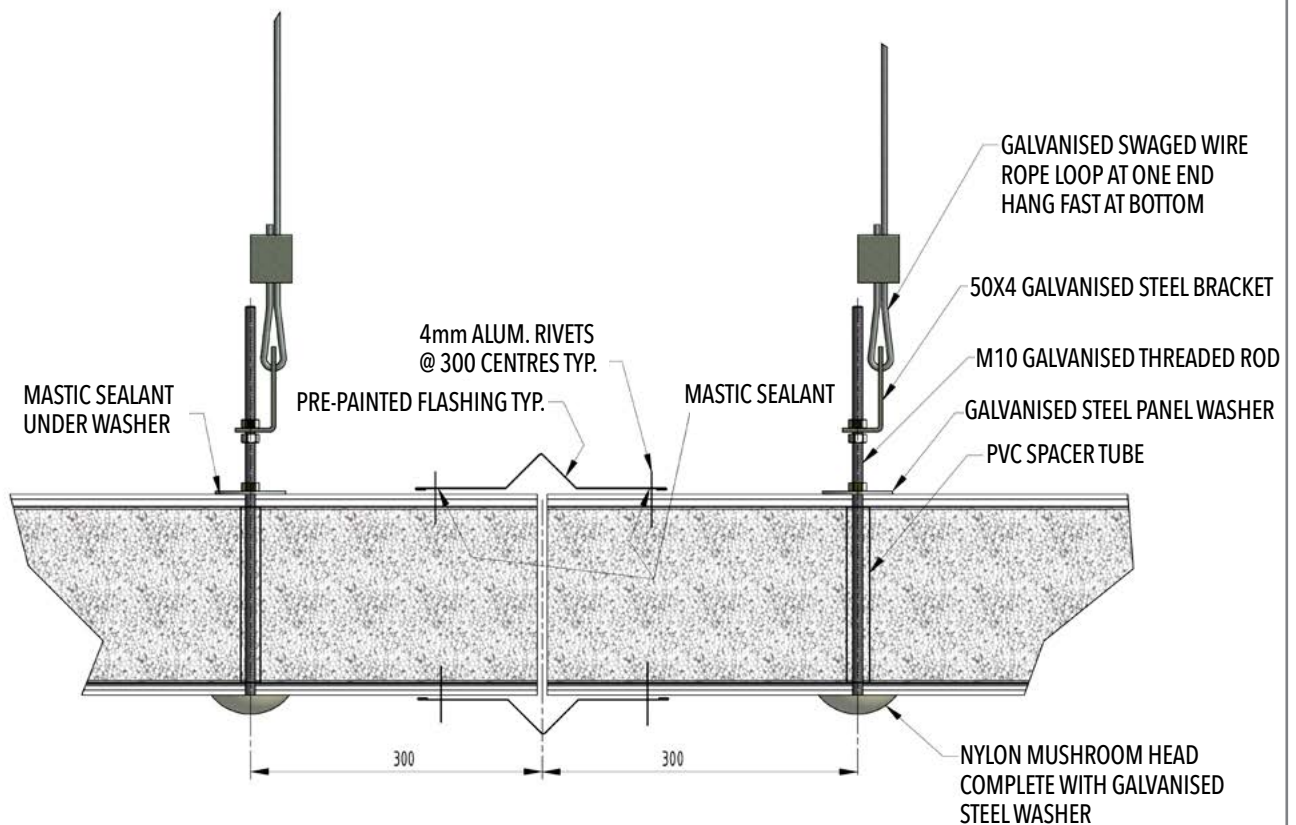 GALVANISED SWAGED WIRE
ROPE LOOP AT ONE END
HANG FAST AT BOTTOM
50X4 GALVANISED STEEL BRACKET
4mm ALUM. RIVETS
@ 300 CENTRES TYP.
M10 GALVANISED THREADED ROD
MASTIC SEALANT
UNDER WASHER
PRE-PAINTED FLASHING TYP.
MASTIC SEALANT
GALVANISED STEEL PANEL WASHER
PVC SPACER TUBE
300
300
NYLON MUSHROOM HEAD
COMPLETE WITH GALVANISED
STEEL WASHER